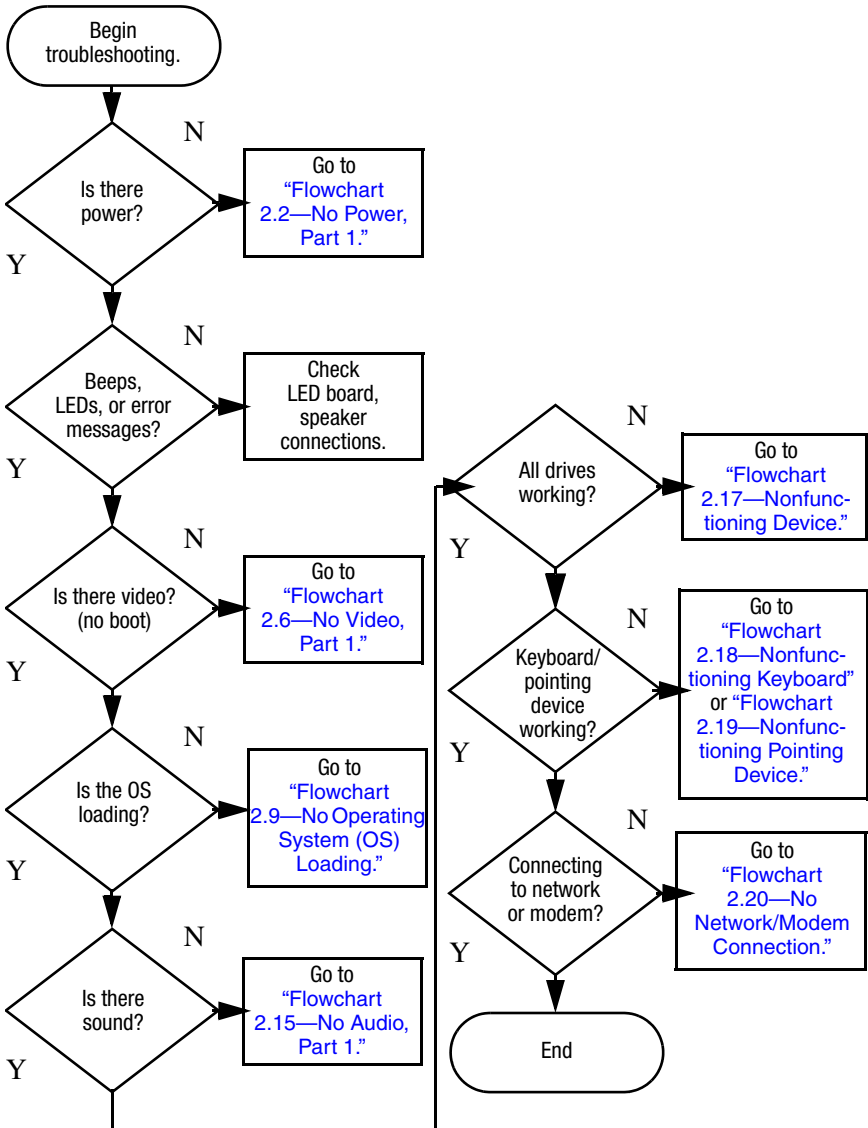 Begin
troubleshooting.
N
Is there
power?
Go to
“Flowchart
2.2—No Power,
Part 1.”
Y
N
Beeps,
LEDs, or error
messages?
Check
LED board,
speaker
connections.
Y
N
Is there video?
(no boot)
Go to
“Flowchart
2.6—No Video,
Part 1.”
Y
N
Is the OS
loading?
Go to
“Flowchart
2.9—No Operating
System (OS)
Loading.”
Y
N
Is there
sound?
Go to
“Flowchart
2.15—No Audio,
Part 1.”
Y
N
All drives
working?
Go to
“Flowchart
2.17—Nonfunc-
tioning Device.”
Y
N
Keyboard/
pointing
device
working?
Go to
“Flowchart
2.18—Nonfunc-
tioning Keyboard”
or “Flowchart
2.19—Nonfunc-
tioning Pointing
Device.”
Y
N
Connecting
to network
or modem?
Go to
“Flowchart
2.20—No
Network/Modem
Connection.”
Y
End